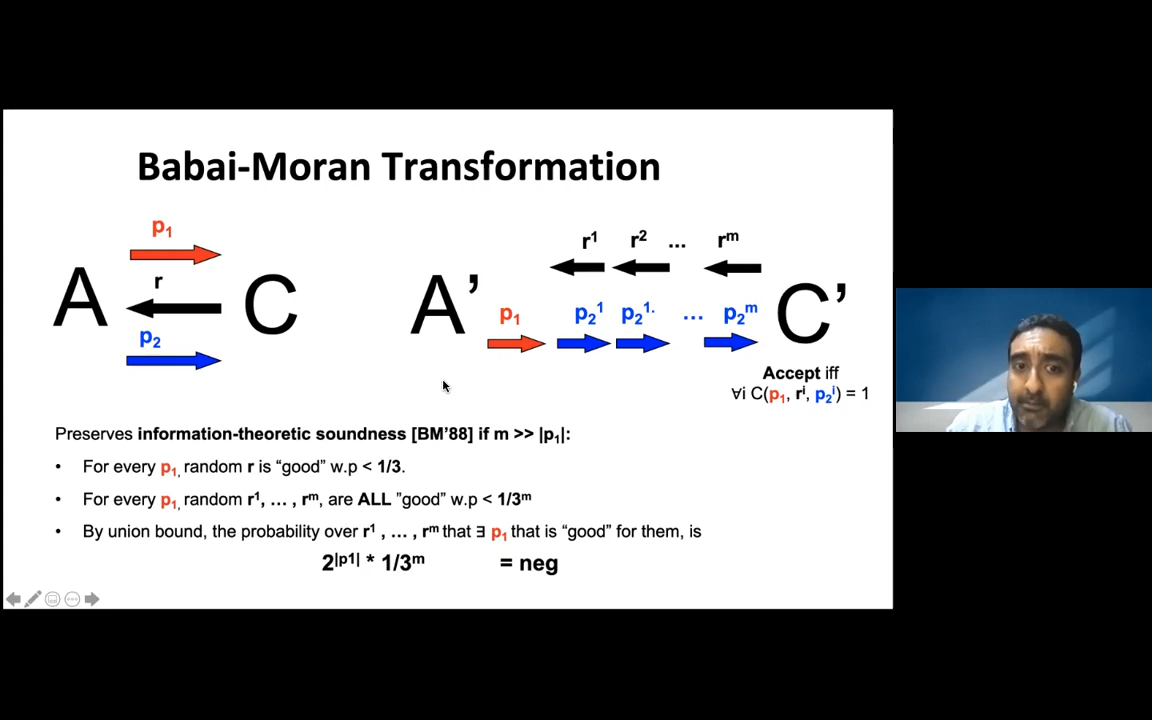 Babai-Moran Transformation
p1
r
A C
p2
r1 r2 ... rm
A' C'
p1 p21 p21. ... p2m
Accept iff
∀i C(p1, ri, p2i) = 1
Preserves information-theoretic soundness [BM'88] if m >> |p1|:
• For every p1, random r is "good" w.p < 1/3.
• For every p1, random r1, ... , rm, are ALL "good" w.p < 1/3m
• By union bound, the probability over r1 , ... , rm that ∃ p1 that is "good" for them, is
2|p1| * 1/3m = neg